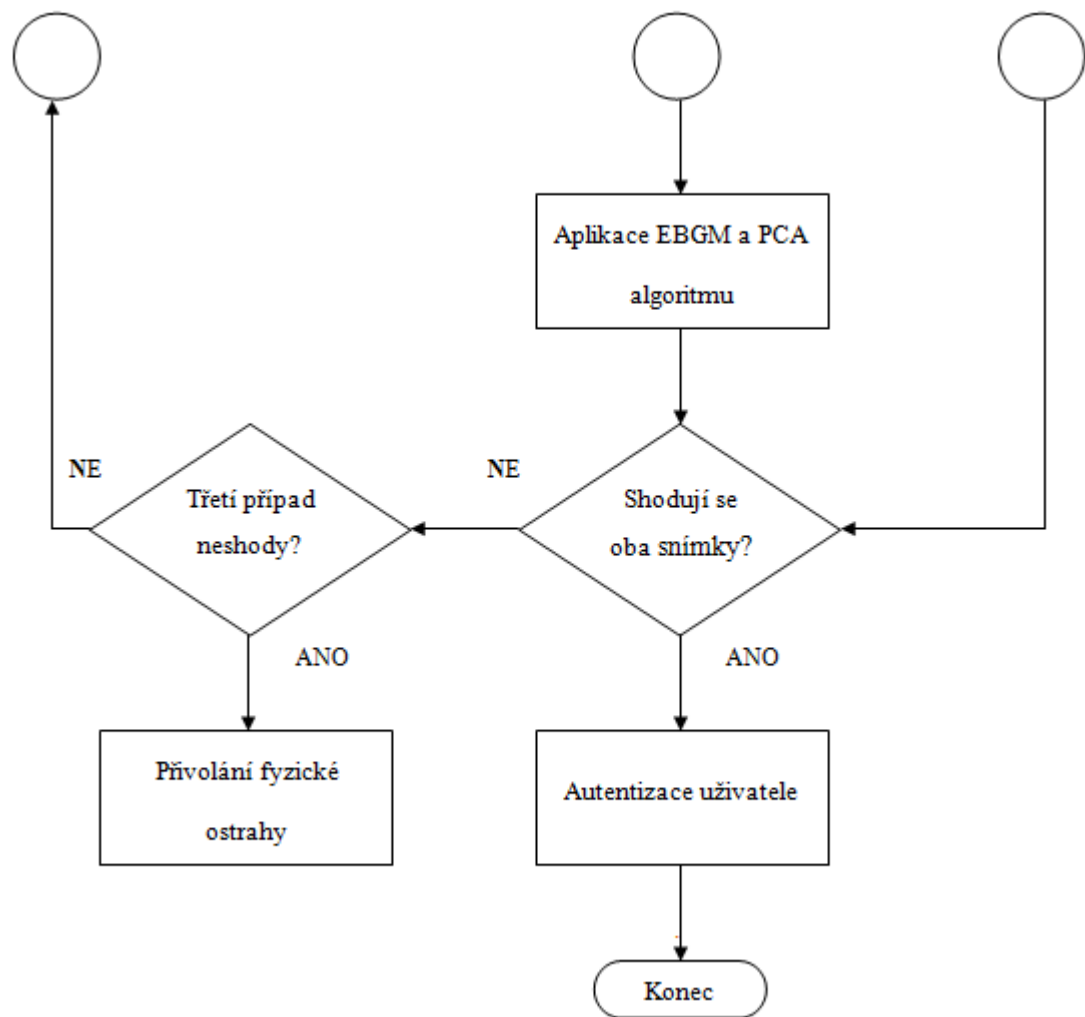 Aplikace EBGM a PCA
algoritmu
NE
Třetí případ
neshody?
NE
Shodují se
oba snímky?
ANO
ANO
Přivolání fyzické
ostrahy
Autentizace uživatele
Konec